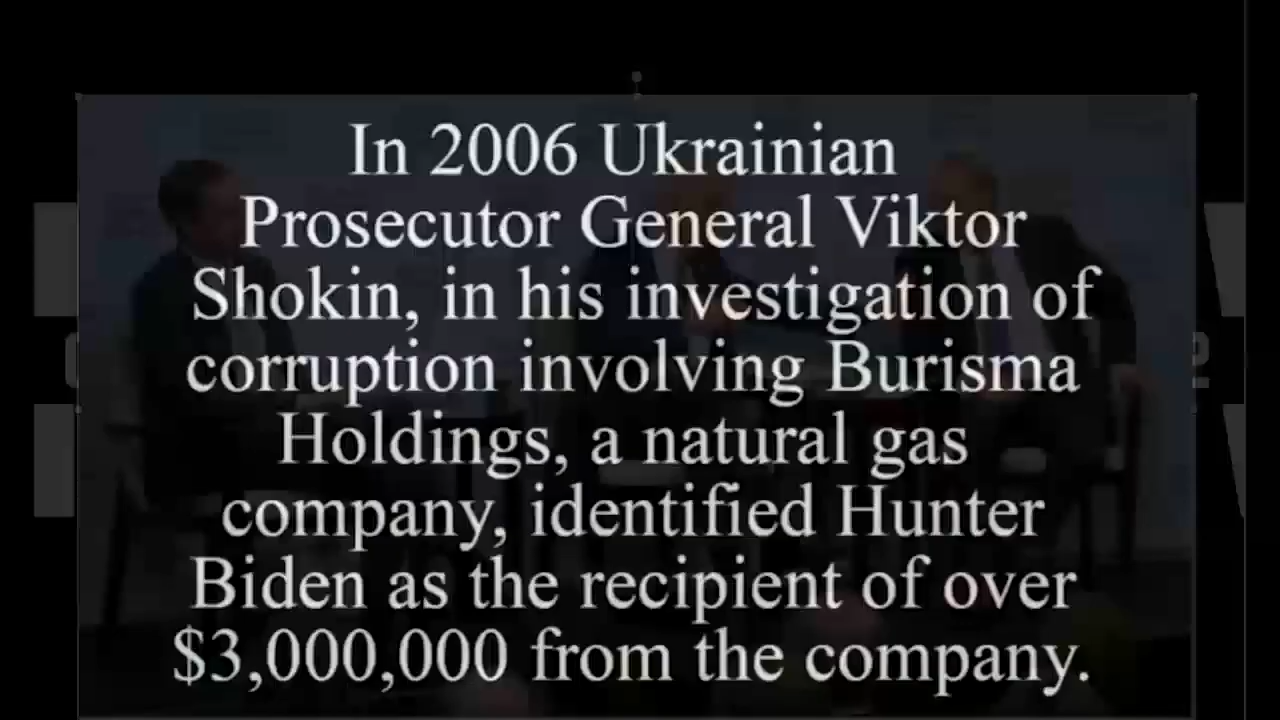 In 2006 Ukrainian
Prosecutor General Viktor
Shokin, in his investigation of
corruption involving Burisma
Holdings, a natural gas
company, identified Hunter
Biden as the recipient of over
$3,000,000 from the company.